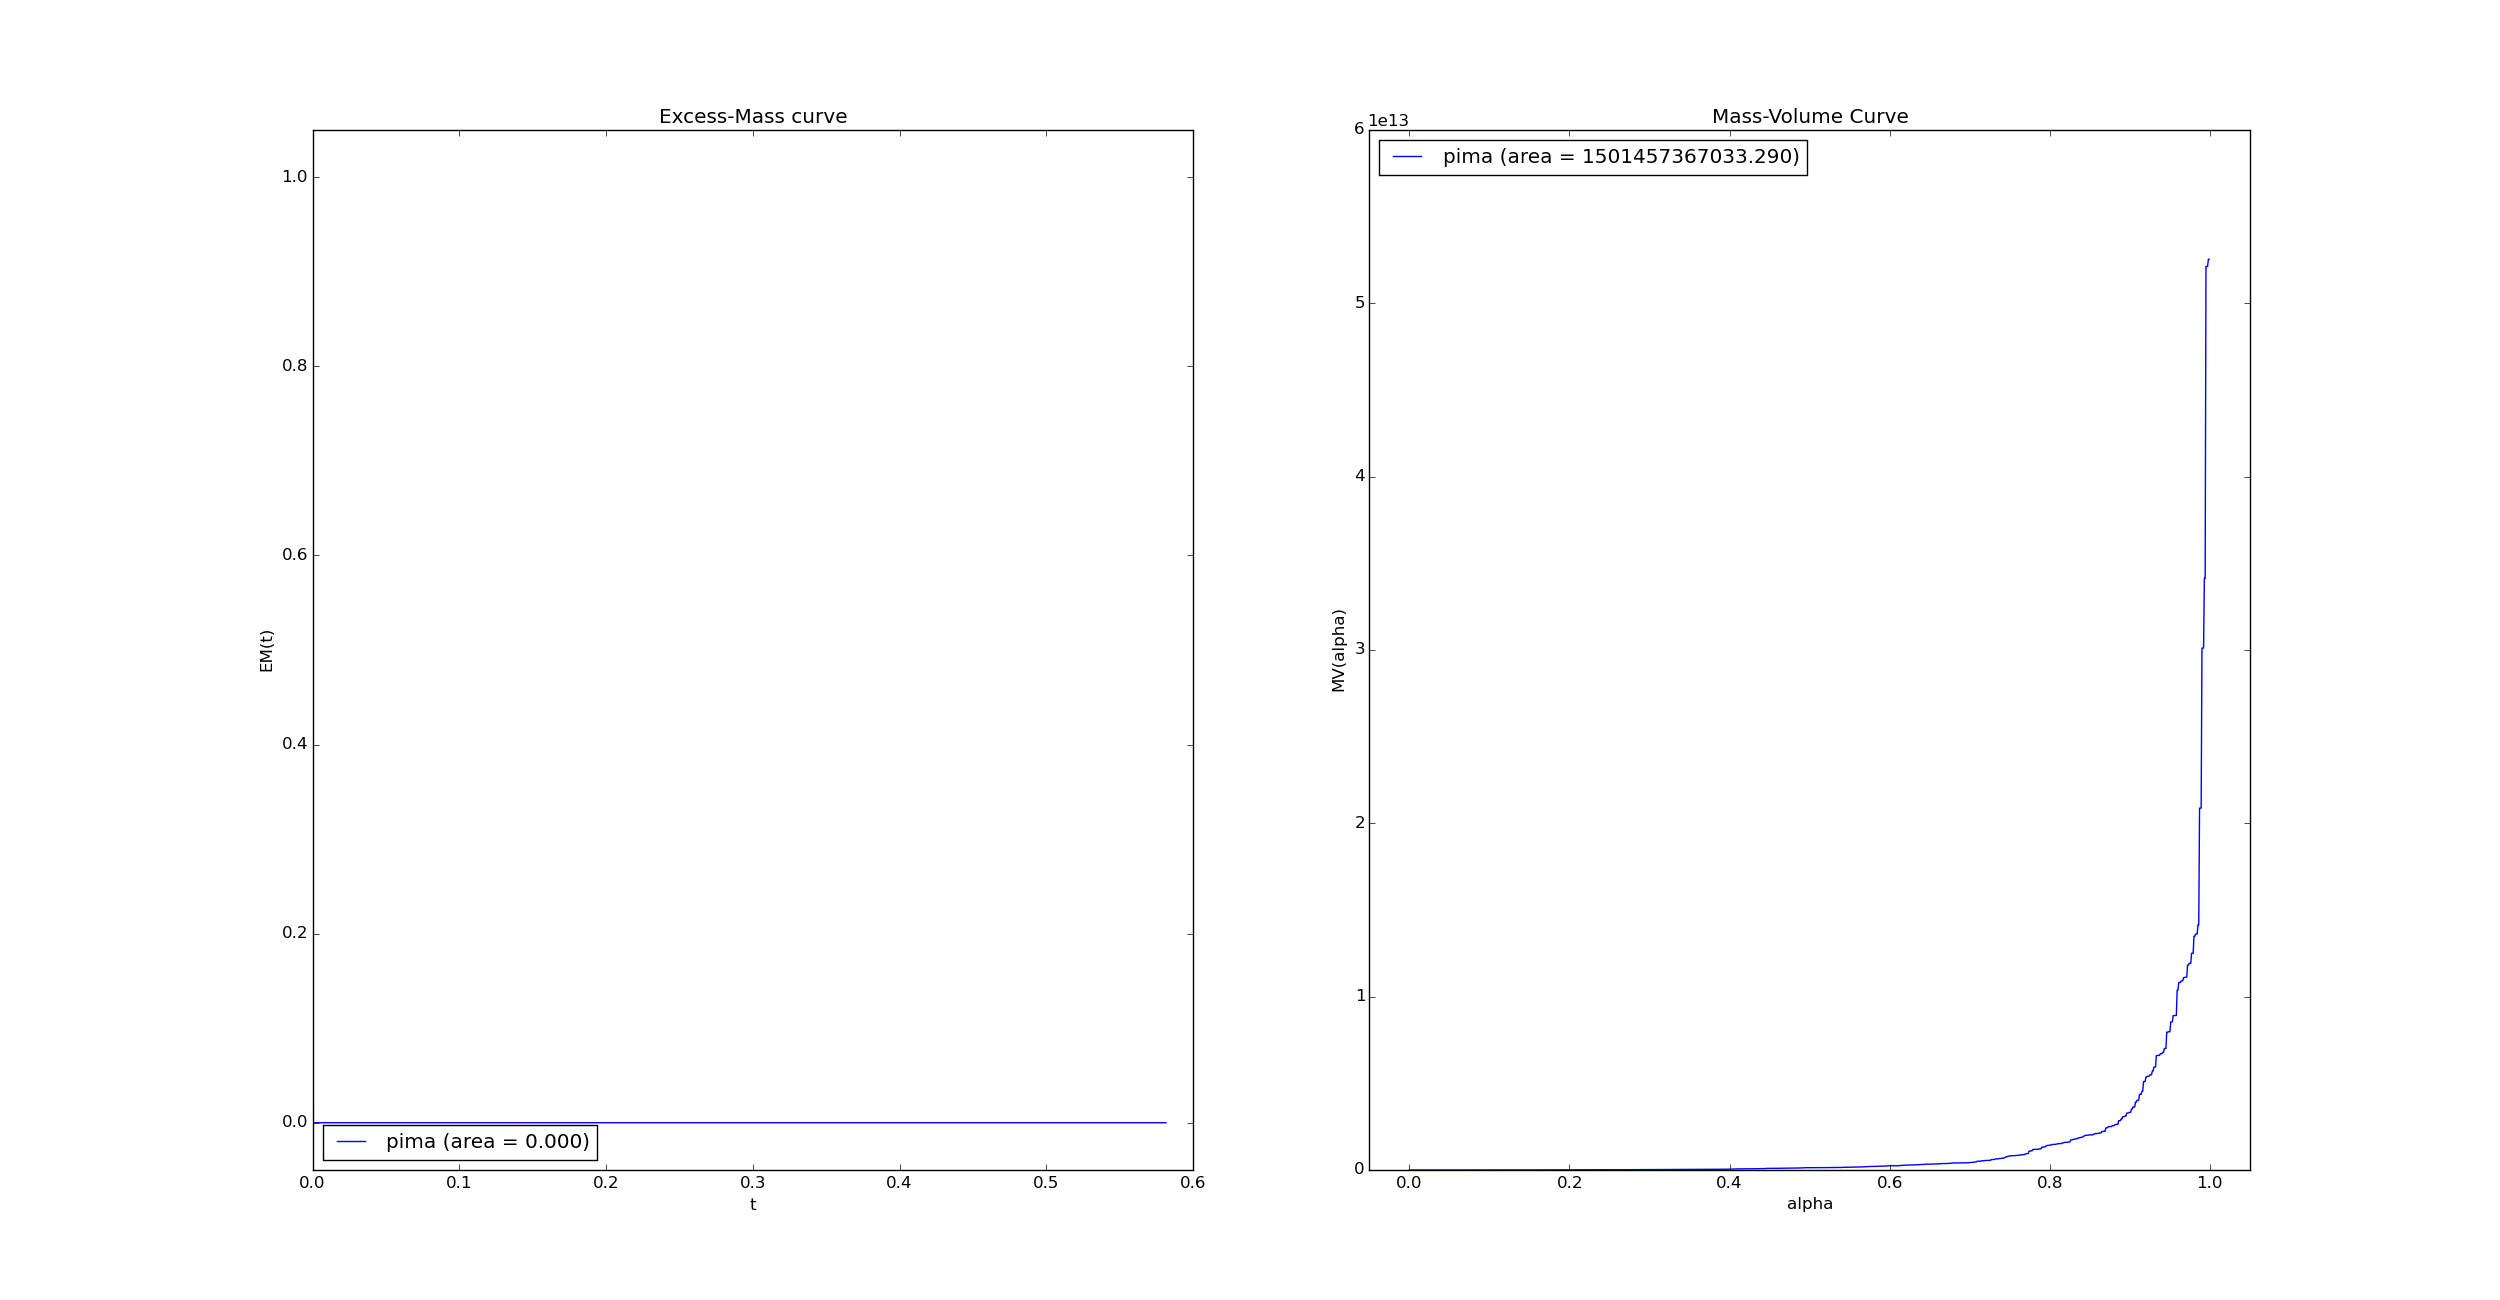 Excess-Mass curve
1.0
0.8
0.6
0.4
0.2
0.0
EM(t)
pima (area = 0.000)
0.0 0.1 0.2 0.3 0.4 0.5 0.6
t
Mass-Volume Curve
1e13
6
5
4
3
2
1
0
MV(alpha)
pima (area = 1501457367033.290)
0.0 0.2 0.4 0.6 0.8 1.0
alpha